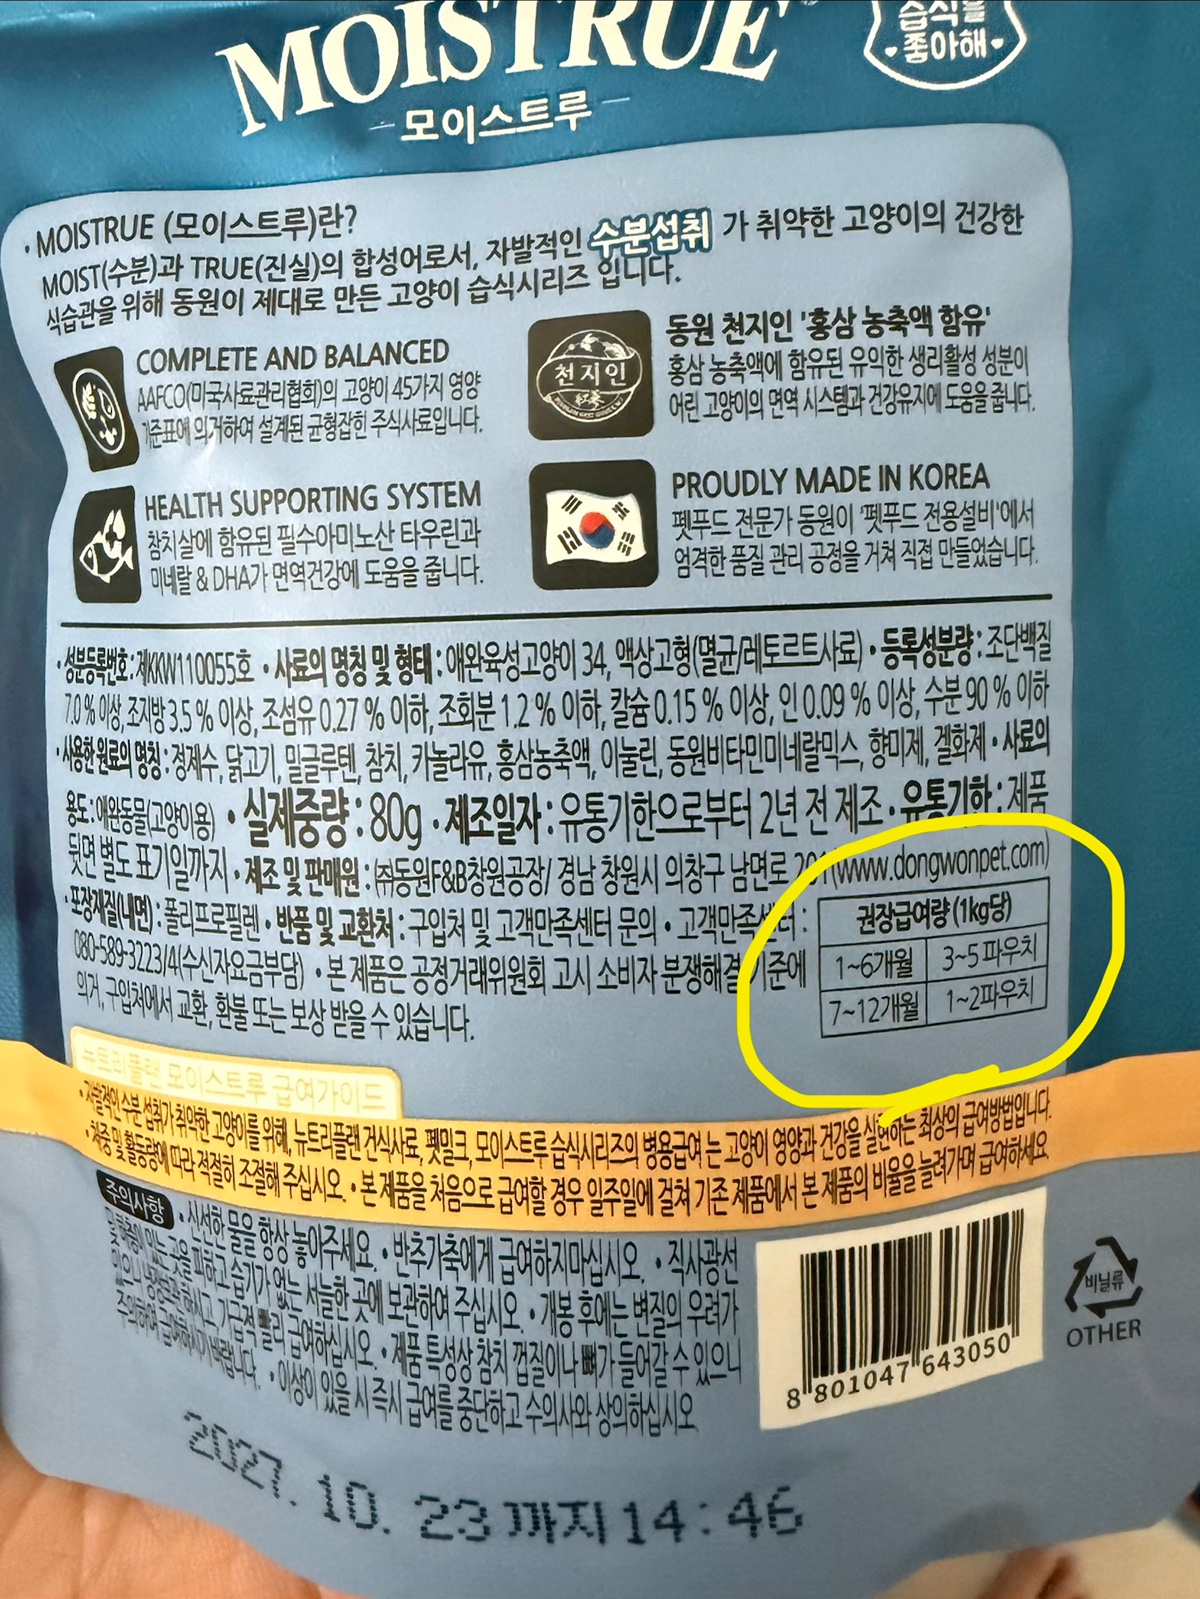 MOISTRUE
모이스트루
습식을
좋아해
· MOISTRUE (모이스트루)란?
MOIST(수분)과 TRUE(진실)의 합성어로서, 자발적인 수분섭취 가 취약한 고양이의 건강한
식습관을 위해 동원이 제대로 만든 고양이 습식시리즈 입니다.
COMPLETE AND BALANCED
AAFCO(미국사료관리협회)의 고양이 45가지 영양
기준표에 의거하여 설계된 균형잡힌 주식사료입니다.
천지인
동원 천지인 '홍삼 농축액 함유'
홍삼 농축액에 함유된 유익한 생리활성 성분이
어린 고양이의 면역 시스템과 건강유지에 도움을 줍니다.
HEALTH SUPPORTING SYSTEM
참치살에 함유된 필수아미노산 타우린과
미네랄 & DHA가 면역건강에 도움을 줍니다.
PROUDLY MADE IN KOREA
펫푸드 전문가 동원이 '펫푸드 전용설비'에서
엄격한 품질 관리 공정을 거쳐 직접 만들었습니다.
· 성분등록번호 : 제KKW110055호 · 사료의 명칭 및 형태 : 애완육성고양이 34, 액상고형(멸균/레토르트사료) · 등록성분량 : 조단백질
7.0 % 이상, 조지방 3.5 % 이상, 조섬유 0.27 % 이하, 조회분 1.2 % 이하, 칼슘 0.15 % 이상, 인 0.09 % 이상, 수분 90 % 이하
· 사용한 원료의 명칭 : 정제수, 닭고기, 밀글루텐, 참치, 카놀라유, 홍삼농축액, 이눌린, 동원비타민미네랄믹스, 향미제, 겔화제 · 사료의
용도 : 애완동물(고양이용) · 실제중량 : 80g · 제조일자 : 유통기한으로부터 2년 전 제조 · 유통기한 : 제품
뒷면 별도 표기일까지 · 제조 및 판매원 : ㈜동원F&B창원공장/ 경남 창원시 의창구 남면로 201(www.dongwonpet.com)
· 포장재질(내면) : 폴리프로필렌 · 반품 및 교환처 : 구입처 및 고객만족센터 문의 · 고객만족센터 :
080-589-3223/4(수신자요금부담) · 본 제품은 공정거래위원회 고시 소비자 분쟁해결기준에
의거, 구입처에서 교환, 환불 또는 보상 받을 수 있습니다.
권장급여량 (1kg당)
1~6개월 3~5 파우치
7~12개월 1~2파우치
뉴트리플랜 모이스트루 급여가이드
· 자발적인 수분 섭취가 취약한 고양이를 위해, 뉴트리플랜 건식사료, 펫밀크, 모이스트루 습식시리즈의 병용급여 는 고양이 영양과 건강을 실현하는 최상의 급여방법입니다.
· 체중 및 활동량에 따라 적절히 조절해 주십시오. · 본 제품을 처음으로 급여할 경우 일주일에 걸쳐 기존 제품에서 본 제품의 비율을 늘려가며 급여하세요.
주의사항 · 신선한 물을 항상 놓아주세요. · 반추가축에게 급여하지마십시오. · 직사광선
곳을 피하고 습기가 없는 서늘한 곳에 보관하여 주십시오. · 개봉 후에는 변질의 우려가
있으니 냉장보관하시고 가급적 빨리 급여하십시오. · 제품 특성상 참치 껍질이나 뼈가 들어갈 수 있으니
주의하여 급여하시기 바랍니다. · 이상이 있을 시 즉시 급여를 중단하고 수의사와 상의하십시오
8 801047 643050
비닐류
OTHER
2027. 10. 23 까지 14:46